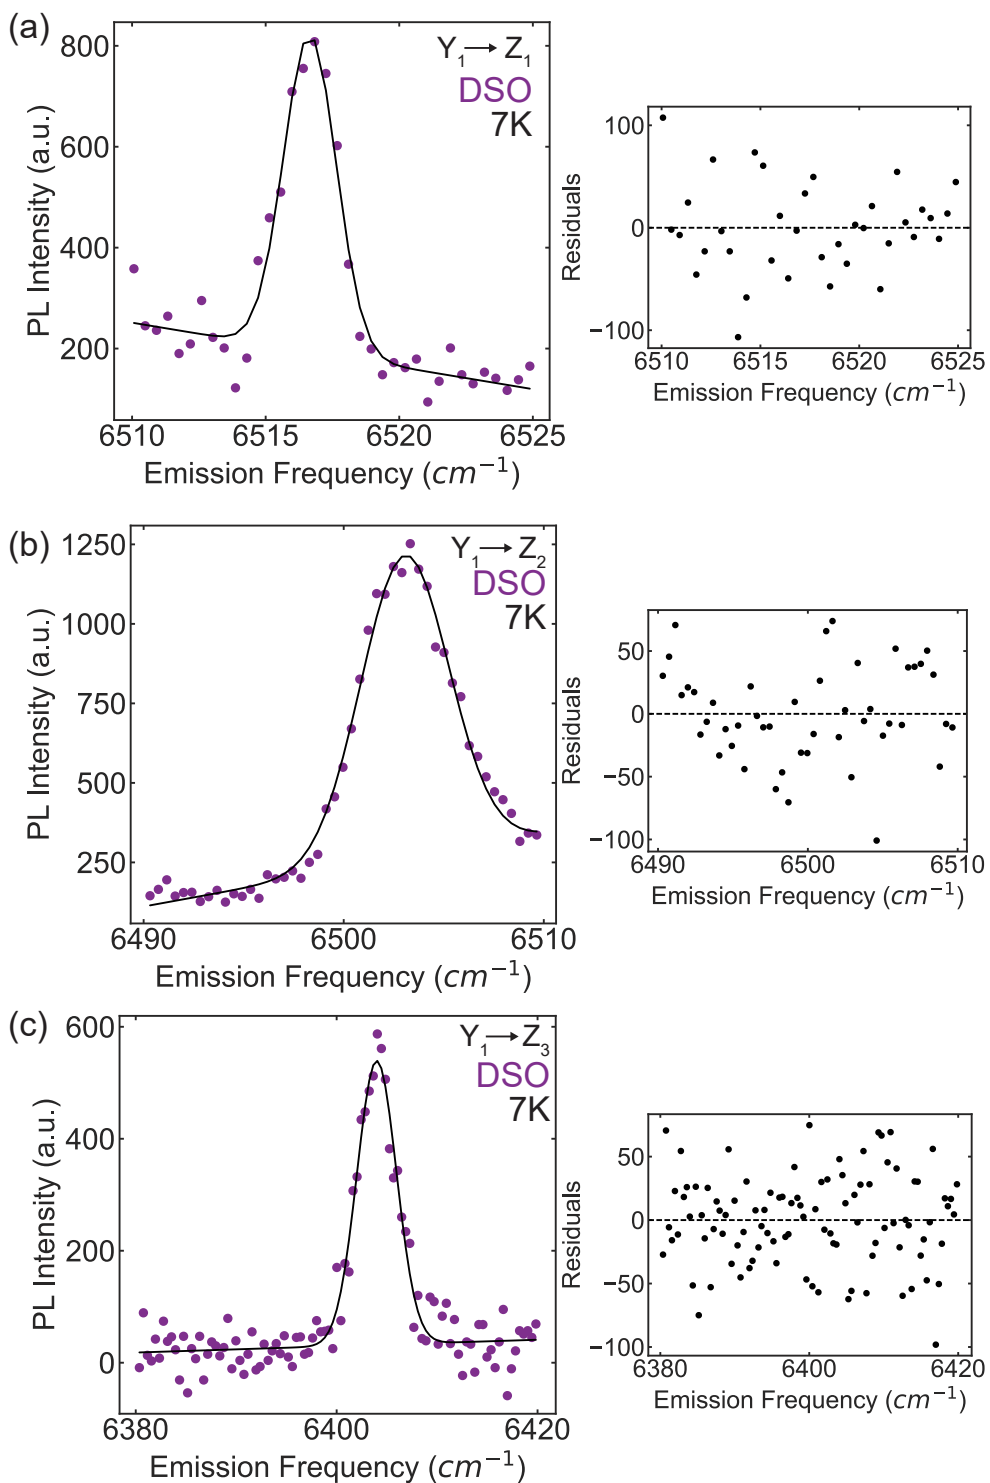 (a)
800
600
400
200
PL Intensity (a.u.)
Y1→Z1
DSO
7K
6510 6515 6520 6525
Emission Frequency (cm−1)
100
0
−100
Residuals
6510 6515 6520 6525
Emission Frequency (cm−1)
(b)
1250
1000
750
500
250
PL Intensity (a.u.)
Y1→Z2
DSO
7K
6490 6500 6510
Emission Frequency (cm−1)
50
0
−50
−100
Residuals
6490 6500 6510
Emission Frequency (cm−1)
(c)
600
400
200
0
PL Intensity (a.u.)
Y1→Z3
DSO
7K
6380 6400 6420
Emission Frequency (cm−1)
50
0
−50
−100
Residuals
6380 6400 6420
Emission Frequency (cm−1)